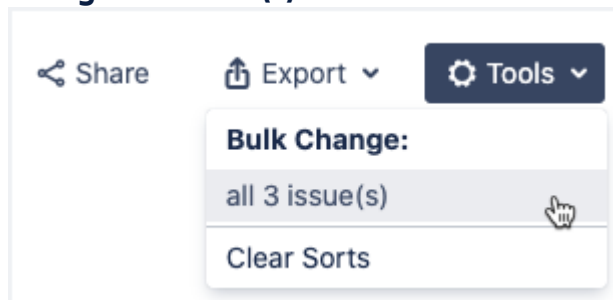 Share Export Tools
Bulk Change:
all 3 issue(s)
Clear Sorts